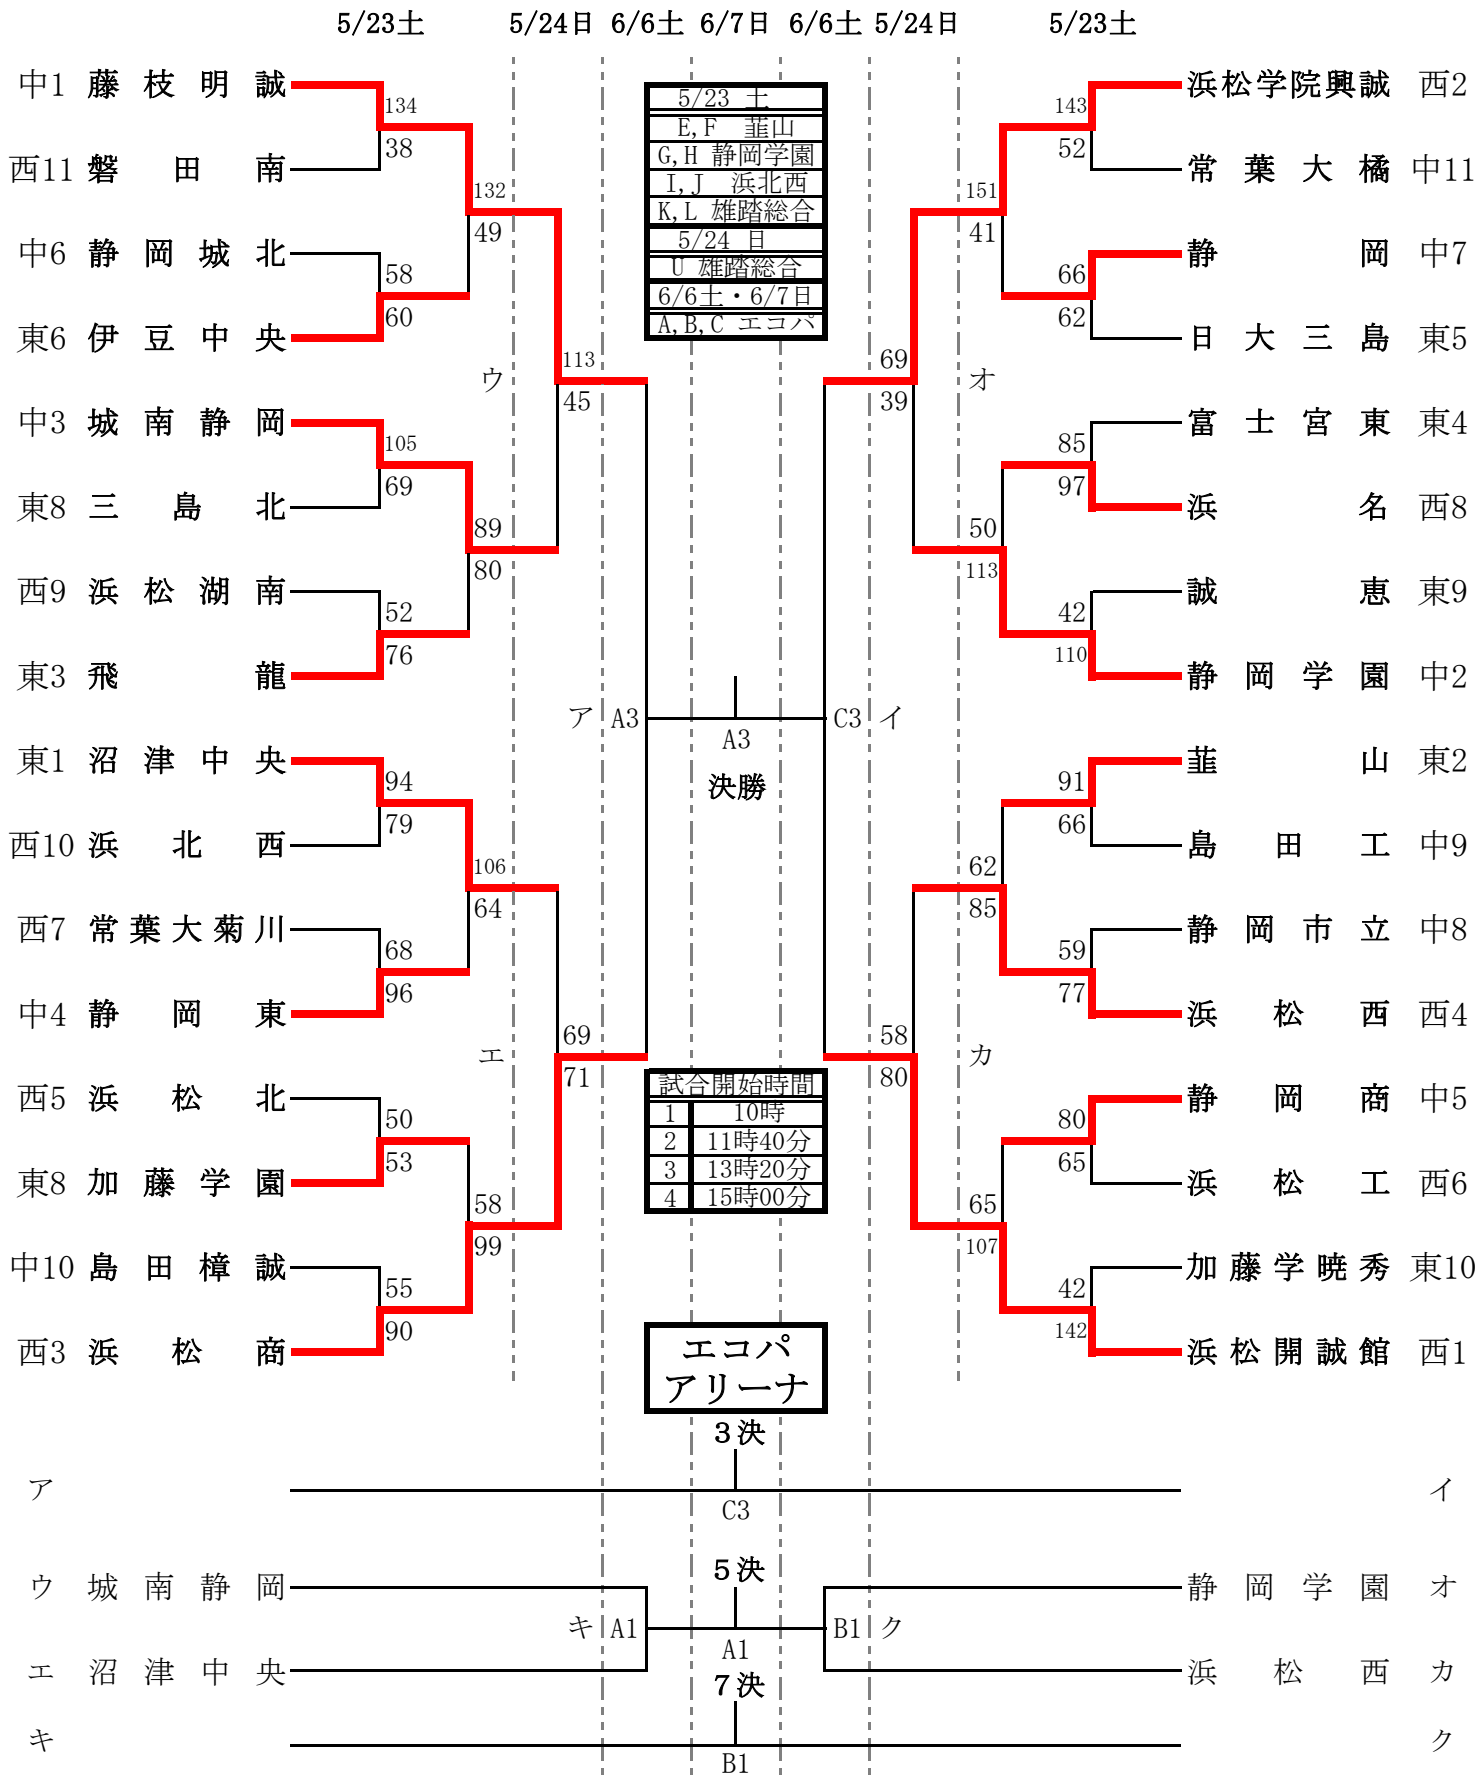 5/23土 5/24日 6/6土 6/7日 6/6土 5/24日 5/23土
中1 藤枝明誠 浜松学院興誠 西2
5/23 土
134 143
E,F 韮山
38 52
G,H 静岡学園
西11 磐田南 常葉大橘 中11
I,J 浜北西
132 151
K,L 雄踏総合
49 41
5/24 日
中6 静岡城北 静岡 中7
U 雄踏総合
58 66
6/6土・6/7日
60 62
A,B,C エコパ
東6 伊豆中央 日大三島 東5
113 69
ウ オ
45 39
中3 城南静岡 富士宮東 東4
105 85
69 97
東8 三島北 浜名 西8
89 50
80 113
西9 浜松湖南 誠恵 東9
52 42
76 110
東3 飛龍 静岡学園 中2
ア A3 C3 イ
A3
決勝
東1 沼津中央 韮山 東2
94 91
79 66
西10 浜北西 島田工 中9
106 62
64 85
西7 常葉大菊川 静岡市立 中8
68 59
96 77
中4 静岡東 浜松西 西4
69 58
エ カ
71 80
試合開始時間
西5 浜松北 静岡商 中5
1 10時
50 80
2 11時40分
53 65
3 13時20分
東8 加藤学園 浜松工 西6
4 15時00分
58 65
99 107
中10 島田樟誠 加藤学暁秀 東10
55 42
90 142
西3 浜松商 浜松開誠館 西1
エコパ
アリーナ
3決
ア イ
C3
5決
ウ 城南静岡 静岡学園 オ
キ A1 B1 ク
A1
エ 沼津中央 浜松西 カ
7決
キ ク
B1